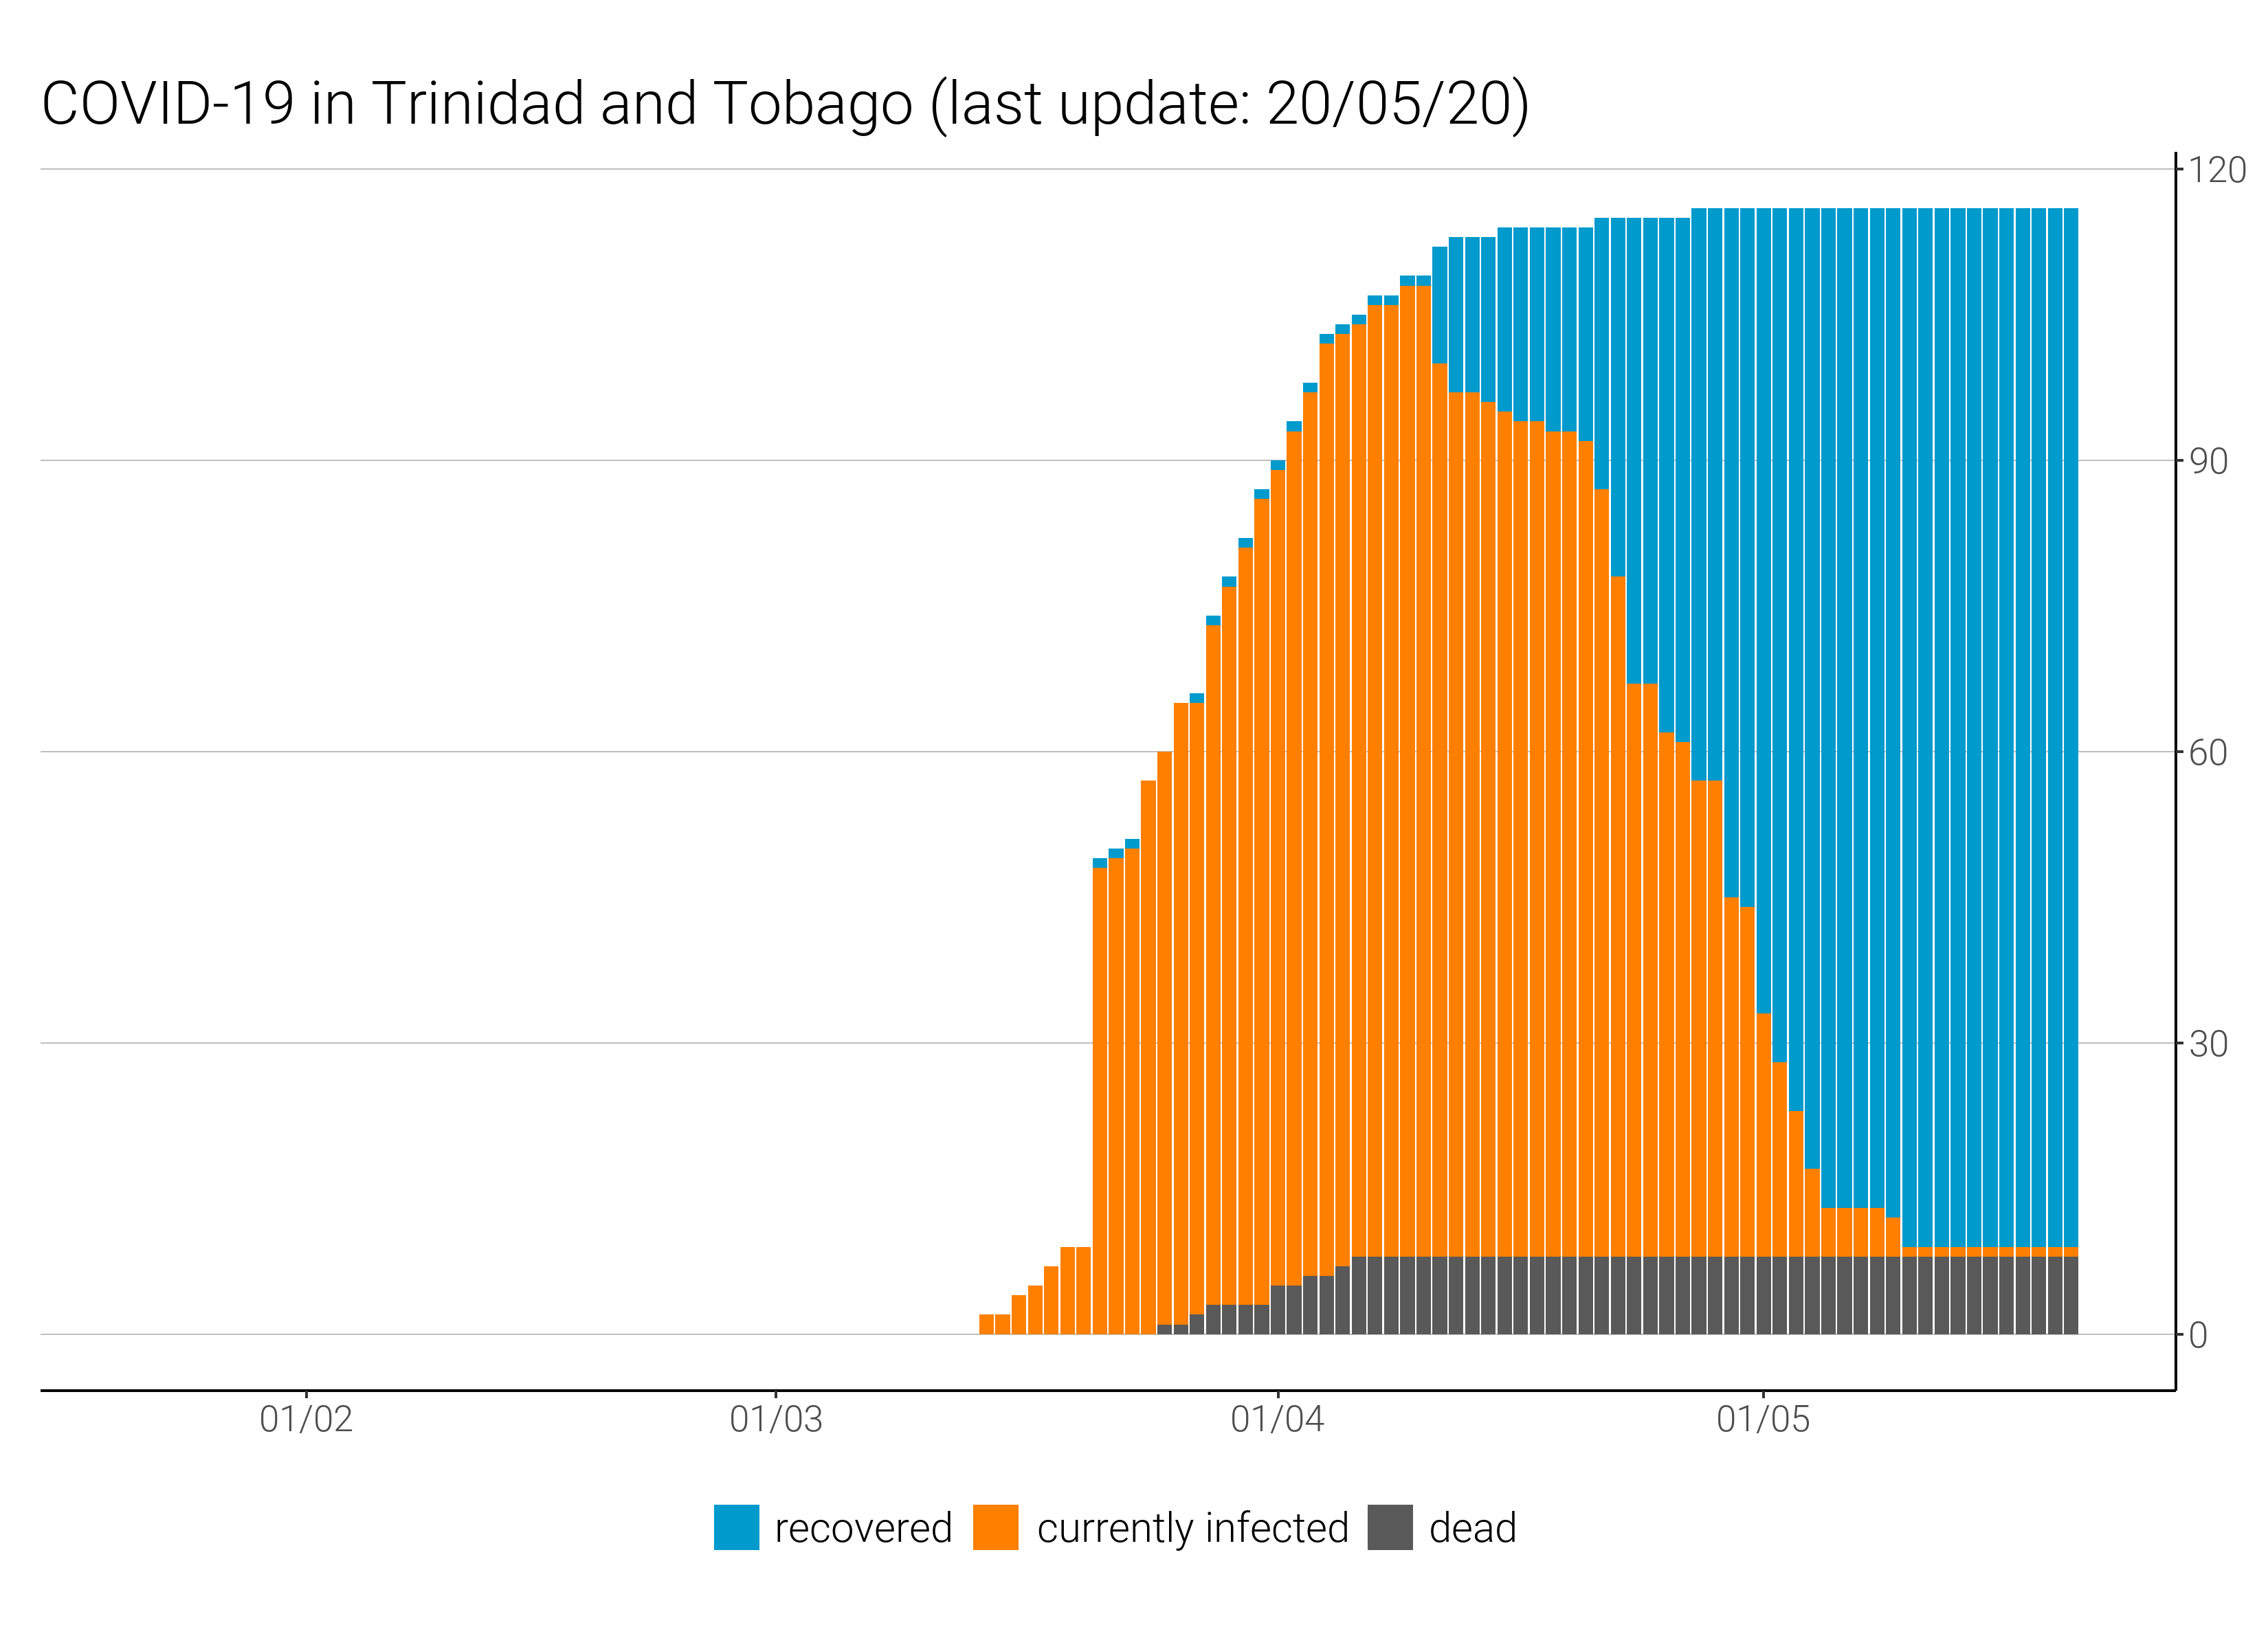 COVID-19 in Trinidad and Tobago (last update: 20/05/20)
120
90
60
30
0
01/02 01/03 01/04 01/05
recovered currently infected dead